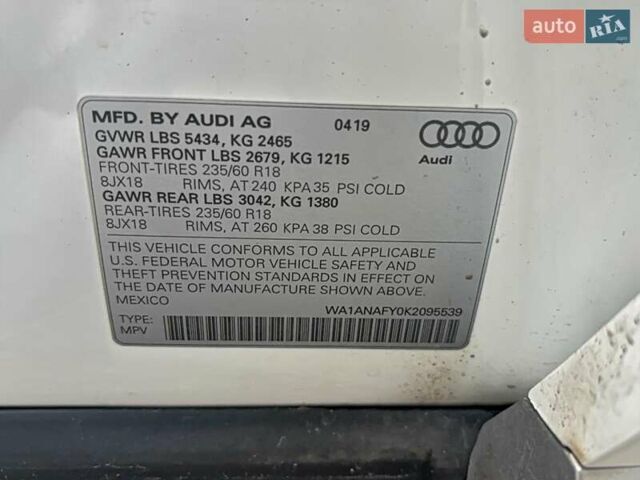 auto RIA
.com
MFD. BY AUDI AG 0419
GVWR LBS 5434, KG 2465
GAWR FRONT LBS 2679, KG 1215
FRONT-TIRES 235/60 R18
8JX18 RIMS, AT 240 KPA 35 PSI COLD
GAWR REAR LBS 3042, KG 1380
REAR-TIRES 235/60 R18
8JX18 RIMS, AT 260 KPA 38 PSI COLD
Audi
THIS VEHICLE CONFORMS TO ALL APPLICABLE
U.S. FEDERAL MOTOR VEHICLE SAFETY AND
THEFT PREVENTION STANDARDS IN EFFECT ON
THE DATE OF MANUFACTURE SHOWN ABOVE.
MEXICO
WA1ANAFY0K2095539
TYPE:
MPV